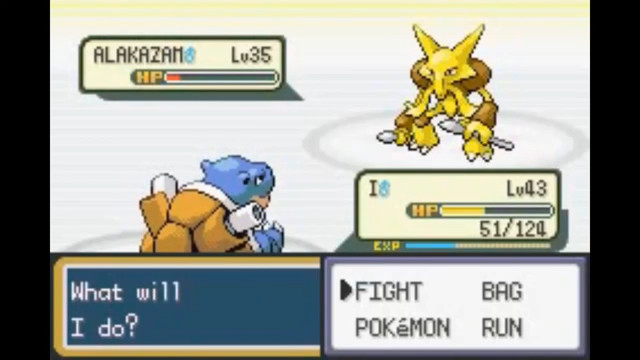 ALAKAZAM♂ Lv35
HP
I♂ Lv43
HP
51/124
EXP
What will
I do?
FIGHT BAG
POKéMON RUN